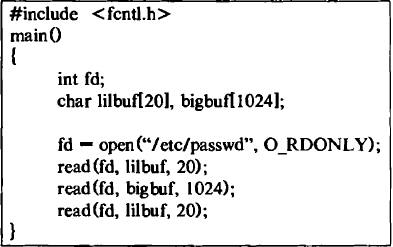 #include <fcntl.h>
main()
{
int fd;
char lilbuf[20], bigbuf[1024];
fd = open("/etc/passwd", O_RDONLY);
read(fd, lilbuf, 20);
read(fd, bigbuf, 1024);
read(fd, lilbuf, 20);
}